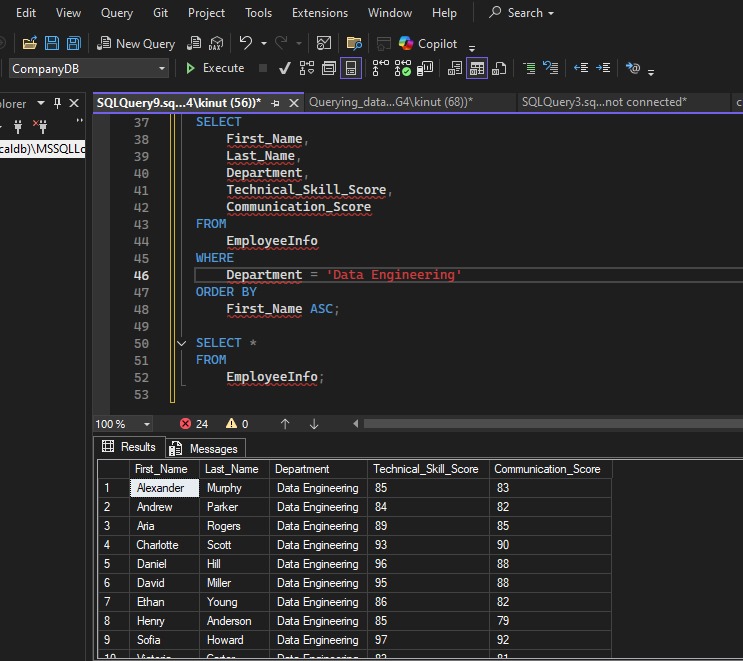 Edit View Query Git Project Tools Extensions Window Help Search
New Query DAX Copilot
CompanyDB Execute
plorer SQLQuery9.sq...4\kinut (56))* Querying_data...G4\kinut (68))* SQLQuery3.sq...not connected* c
caldb)\MSSQLLc
37 SELECT
38 First_Name,
39 Last_Name,
40 Department,
41 Technical_Skill_Score,
42 Communication_Score
43 FROM
44 EmployeeInfo
45 WHERE
46 Department = 'Data Engineering'
47 ORDER BY
48 First_Name ASC;
49
50 SELECT *
51 FROM
52 EmployeeInfo;
53
100 % 24 0
Results Messages
First_Name Last_Name Department Technical_Skill_Score Communication_Score
1 Alexander Murphy Data Engineering 85 83
2 Andrew Parker Data Engineering 84 82
3 Aria Rogers Data Engineering 89 85
4 Charlotte Scott Data Engineering 93 90
5 Daniel Hill Data Engineering 96 88
6 David Miller Data Engineering 95 88
7 Ethan Young Data Engineering 86 82
8 Henry Anderson Data Engineering 85 79
9 Sofia Howard Data Engineering 97 92
10 Victoria Carter Data Engineering